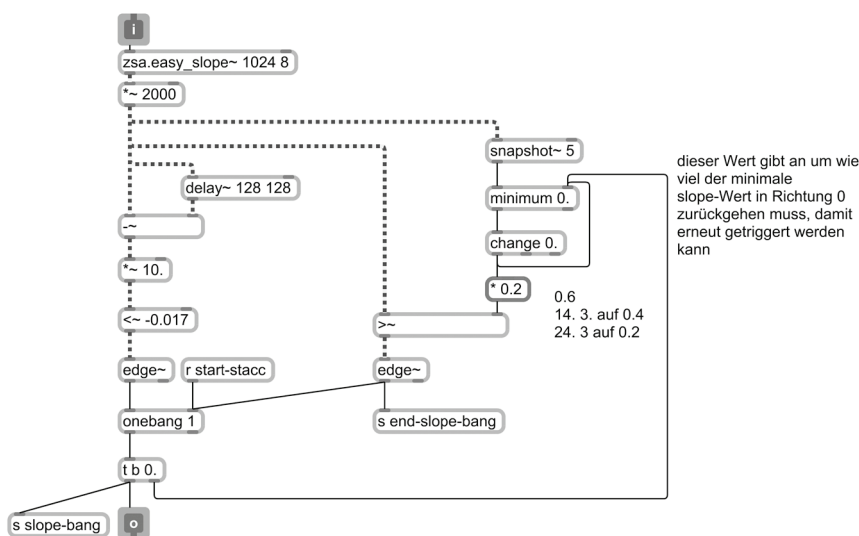 i
zsa.easy_slope~ 1024 8
*~ 2000
snapshot~ 5
delay~ 128 128
minimum 0.
-~
change 0.
*~ 10.
* 0.2
<~ -0.017
>~
edge~
r start-stacc
edge~
onebang 1
s end-slope-bang
t b 0.
s slope-bang
o
dieser Wert gibt an um wie
viel der minimale
slope-Wert in Richtung 0
zurückgehen muss, damit
erneut getriggert werden
kann
0.6
14. 3. auf 0.4
24. 3 auf 0.2